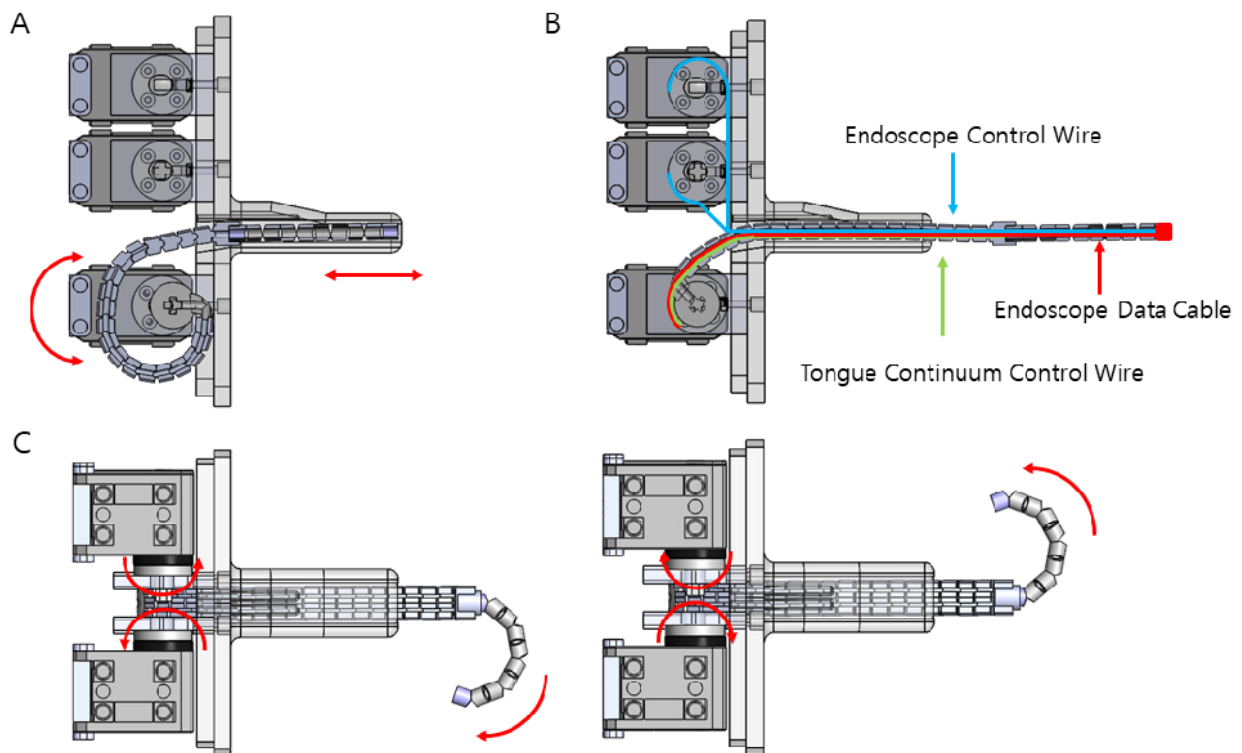 A
B
Endoscope Control Wire
Endoscope Data Cable
Tongue Continuum Control Wire
C